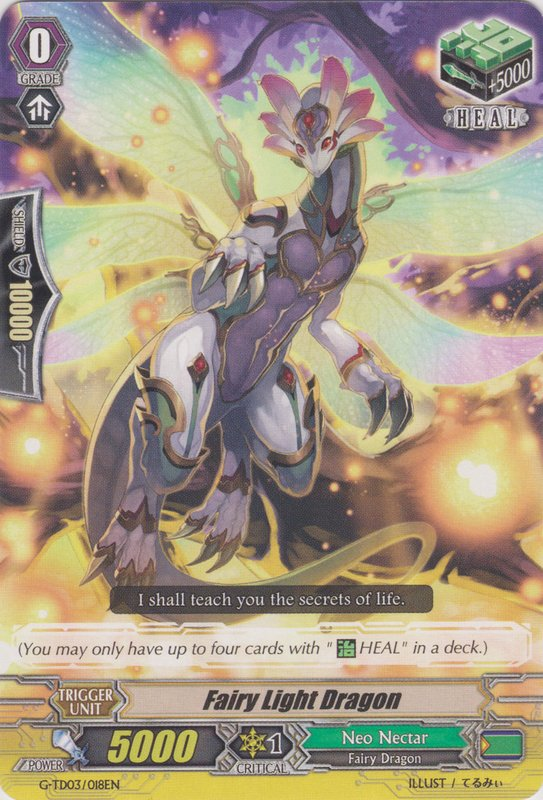 0
GRADE
治
+5000
HEAL
SHIELD
10000
I shall teach you the secrets of life.
(You may only have up to four cards with " 治 HEAL" in a deck.)
TRIGGER
UNIT
Fairy Light Dragon
POWER
5000
1
CRITICAL
Neo Nectar
Fairy Dragon
G-TD03/018EN
ILLUST / てるみぃ